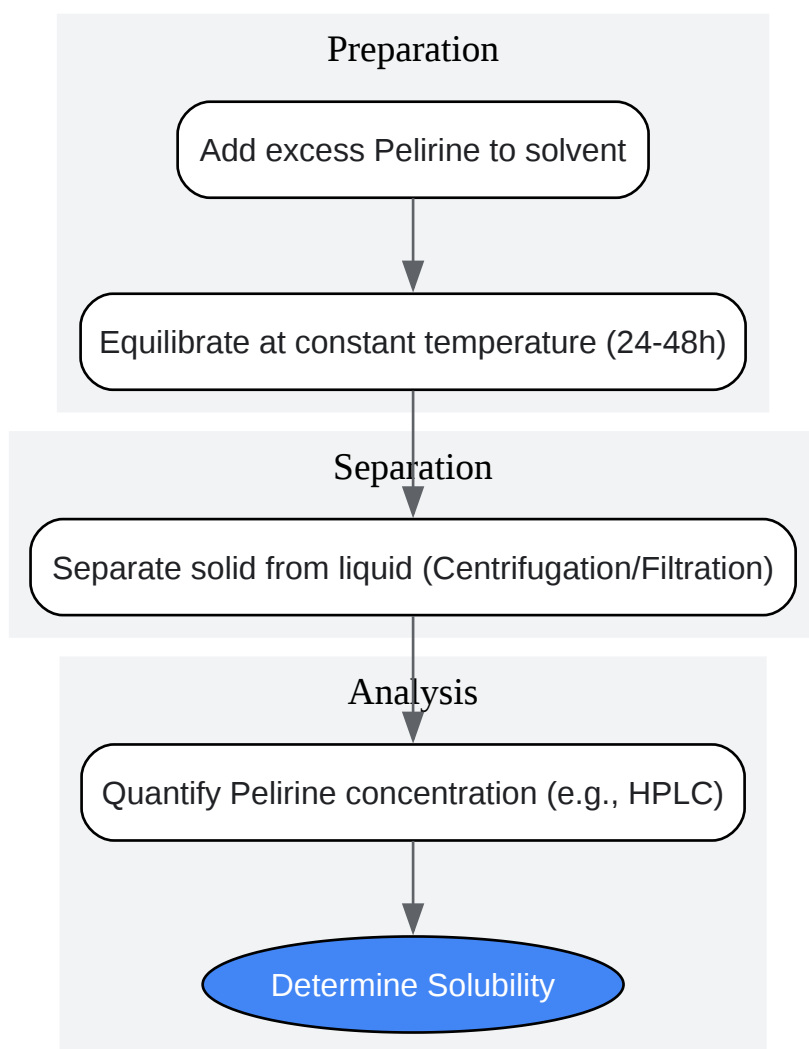 Preparation
Add excess Pelirine to solvent
Equilibrate at constant temperature (24-48h)
Separation
Separate solid from liquid (Centrifugation/Filtration)
Analysis
Quantify Pelirine concentration (e.g., HPLC)
Determine Solubility